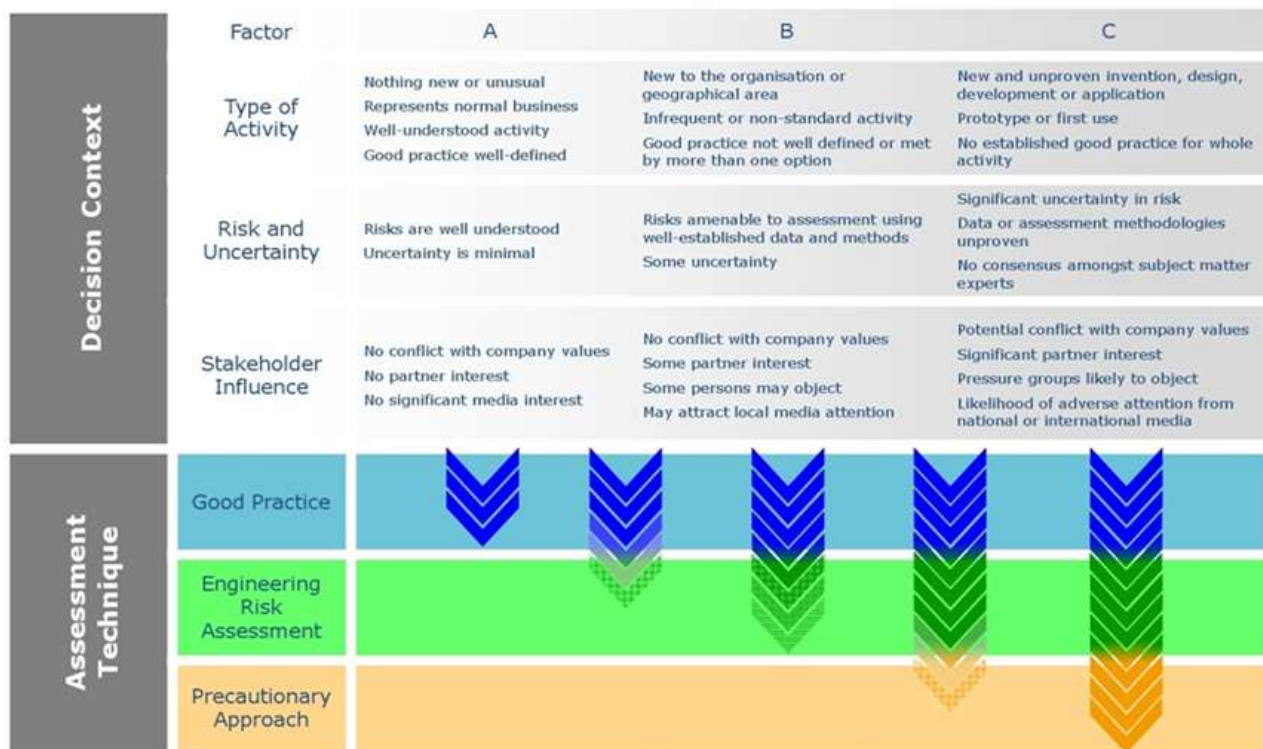 Decision Context
Factor
A
B
C
Type of
Activity
Nothing new or unusual
Represents normal business
Well-understood activity
Good practice well-defined
New to the organisation or
geographical area
Infrequent or non-standard activity
Good practice not well defined or met
by more than one option
New and unproven invention, design,
development or application
Prototype or first use
No established good practice for whole
activity
Risk and
Uncertainty
Risks are well understood
Uncertainty is minimal
Risks amenable to assessment using
well-established data and methods
Some uncertainty
Significant uncertainty in risk
Data or assessment methodologies
unproven
No consensus amongst subject matter
experts
Stakeholder
Influence
No conflict with company values
No partner interest
No significant media interest
No conflict with company values
Some partner interest
Some persons may object
May attract local media attention
Potential conflict with company values
Significant partner interest
Pressure groups likely to object
Likelihood of adverse attention from
national or international media
Assessment
Technique
Good Practice
Engineering
Risk
Assessment
Precautionary
Approach